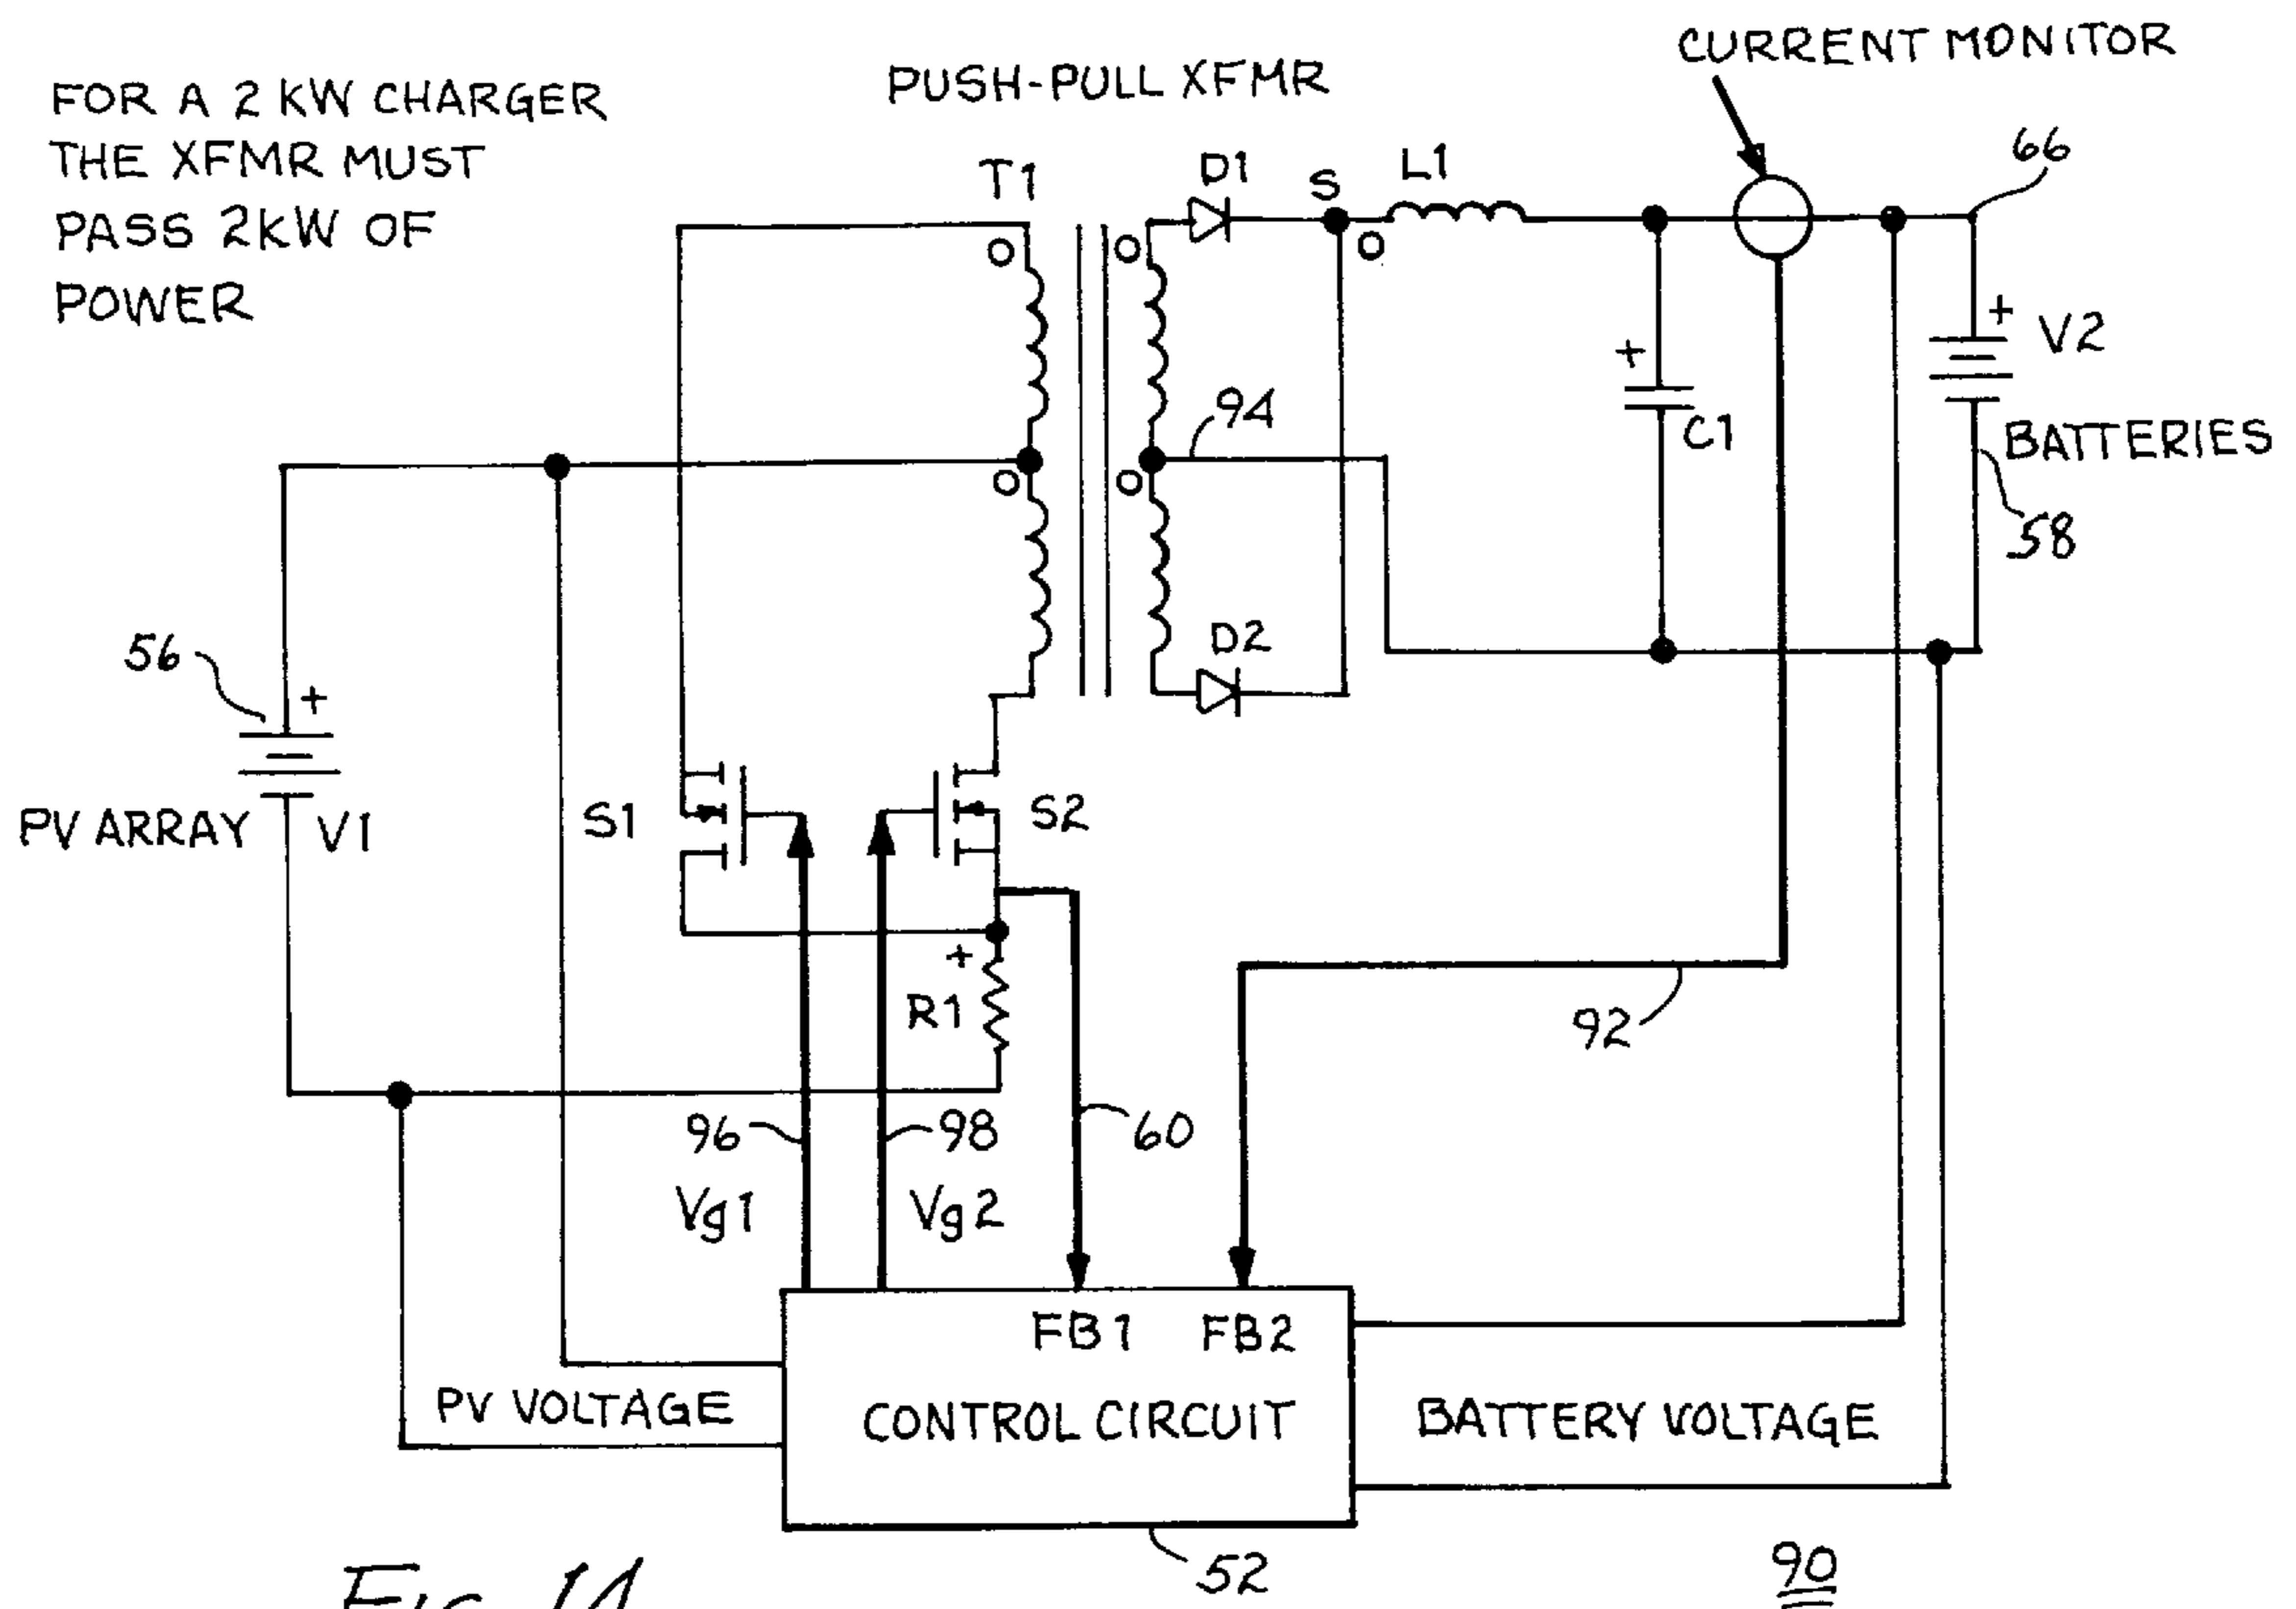 FOR A 2 KW CHARGER
THE XFMR MUST
PASS 2KW OF
POWER
PUSH-PULL XFMR
CURRENT MONITOR
T1
D1
S
L1
66
+
V2
+
C1
94
BATTERIES
58
D2
56
+
PV ARRAY
V1
S1
S2
+
R1
92
96
98
60
Vg1
Vg2
FB1
FB2
PV VOLTAGE
CONTROL CIRCUIT
BATTERY VOLTAGE
52
90